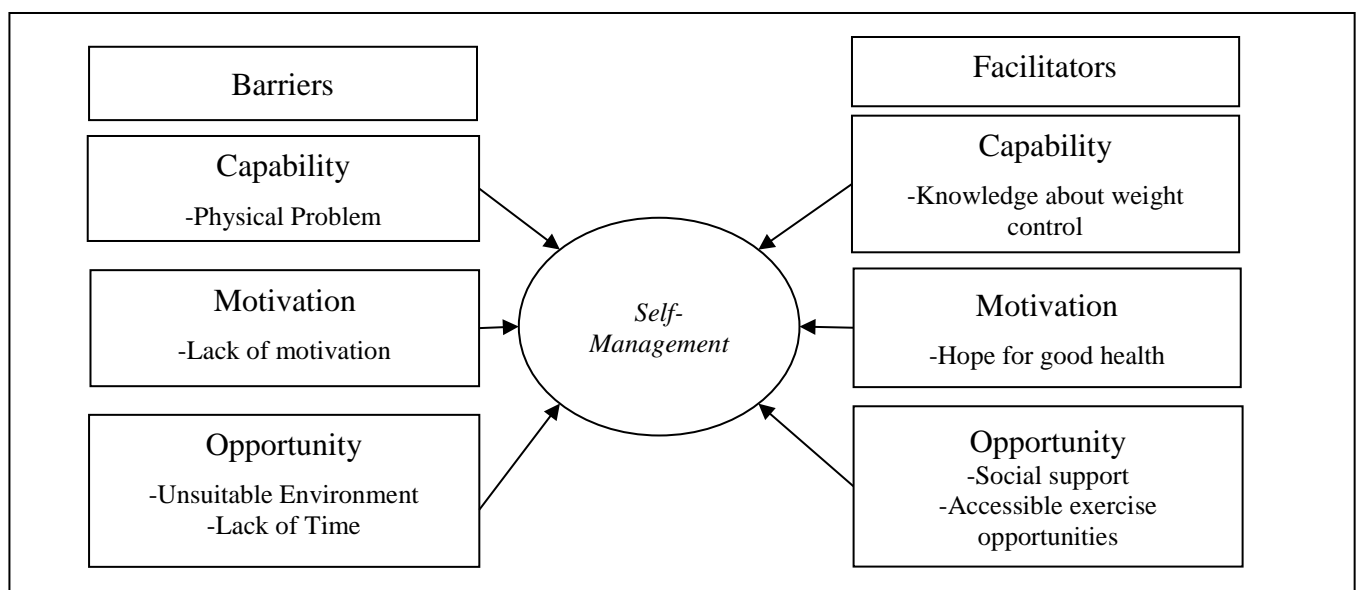 Barriers
Capability
-Physical Problem
Motivation
-Lack of motivation
Opportunity
-Unsuitable Environment
-Lack of Time
Self-
Management
Facilitators
Capability
-Knowledge about weight
control
Motivation
-Hope for good health
Opportunity
-Social support
-Accessible exercise
opportunities